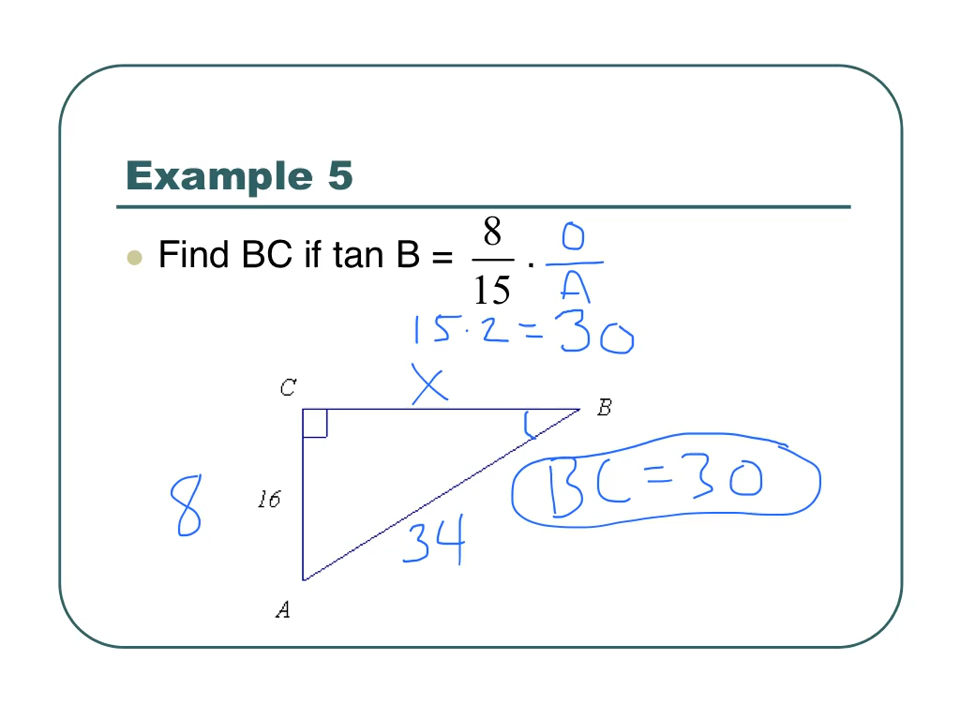 Example 5
Find BC if tan B = 8/15 . O/A
15·2=30
C X B
8 16 BC=30
34
A